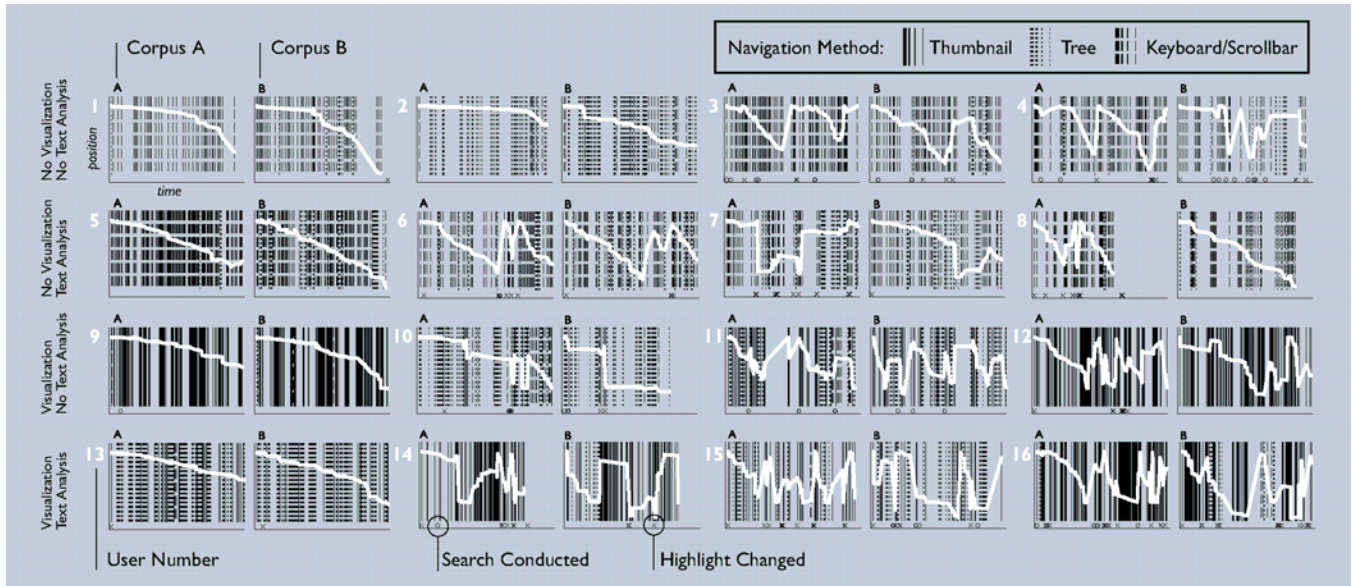 Corpus A
Corpus B
Navigation Method: Thumbnail Tree Keyboard/Scrollbar
No Visualization
No Text Analysis
A
B
A
B
A
B
A
B
1
2
3
4
position
time
No Visualization
Text Analysis
A
B
A
B
A
B
A
B
5
6
7
8
Visualization
No Text Analysis
A
B
A
B
A
B
A
B
9
10
11
12
Visualization
Text Analysis
A
B
A
B
A
B
A
B
13
14
15
16
User Number
Search Conducted
Highlight Changed